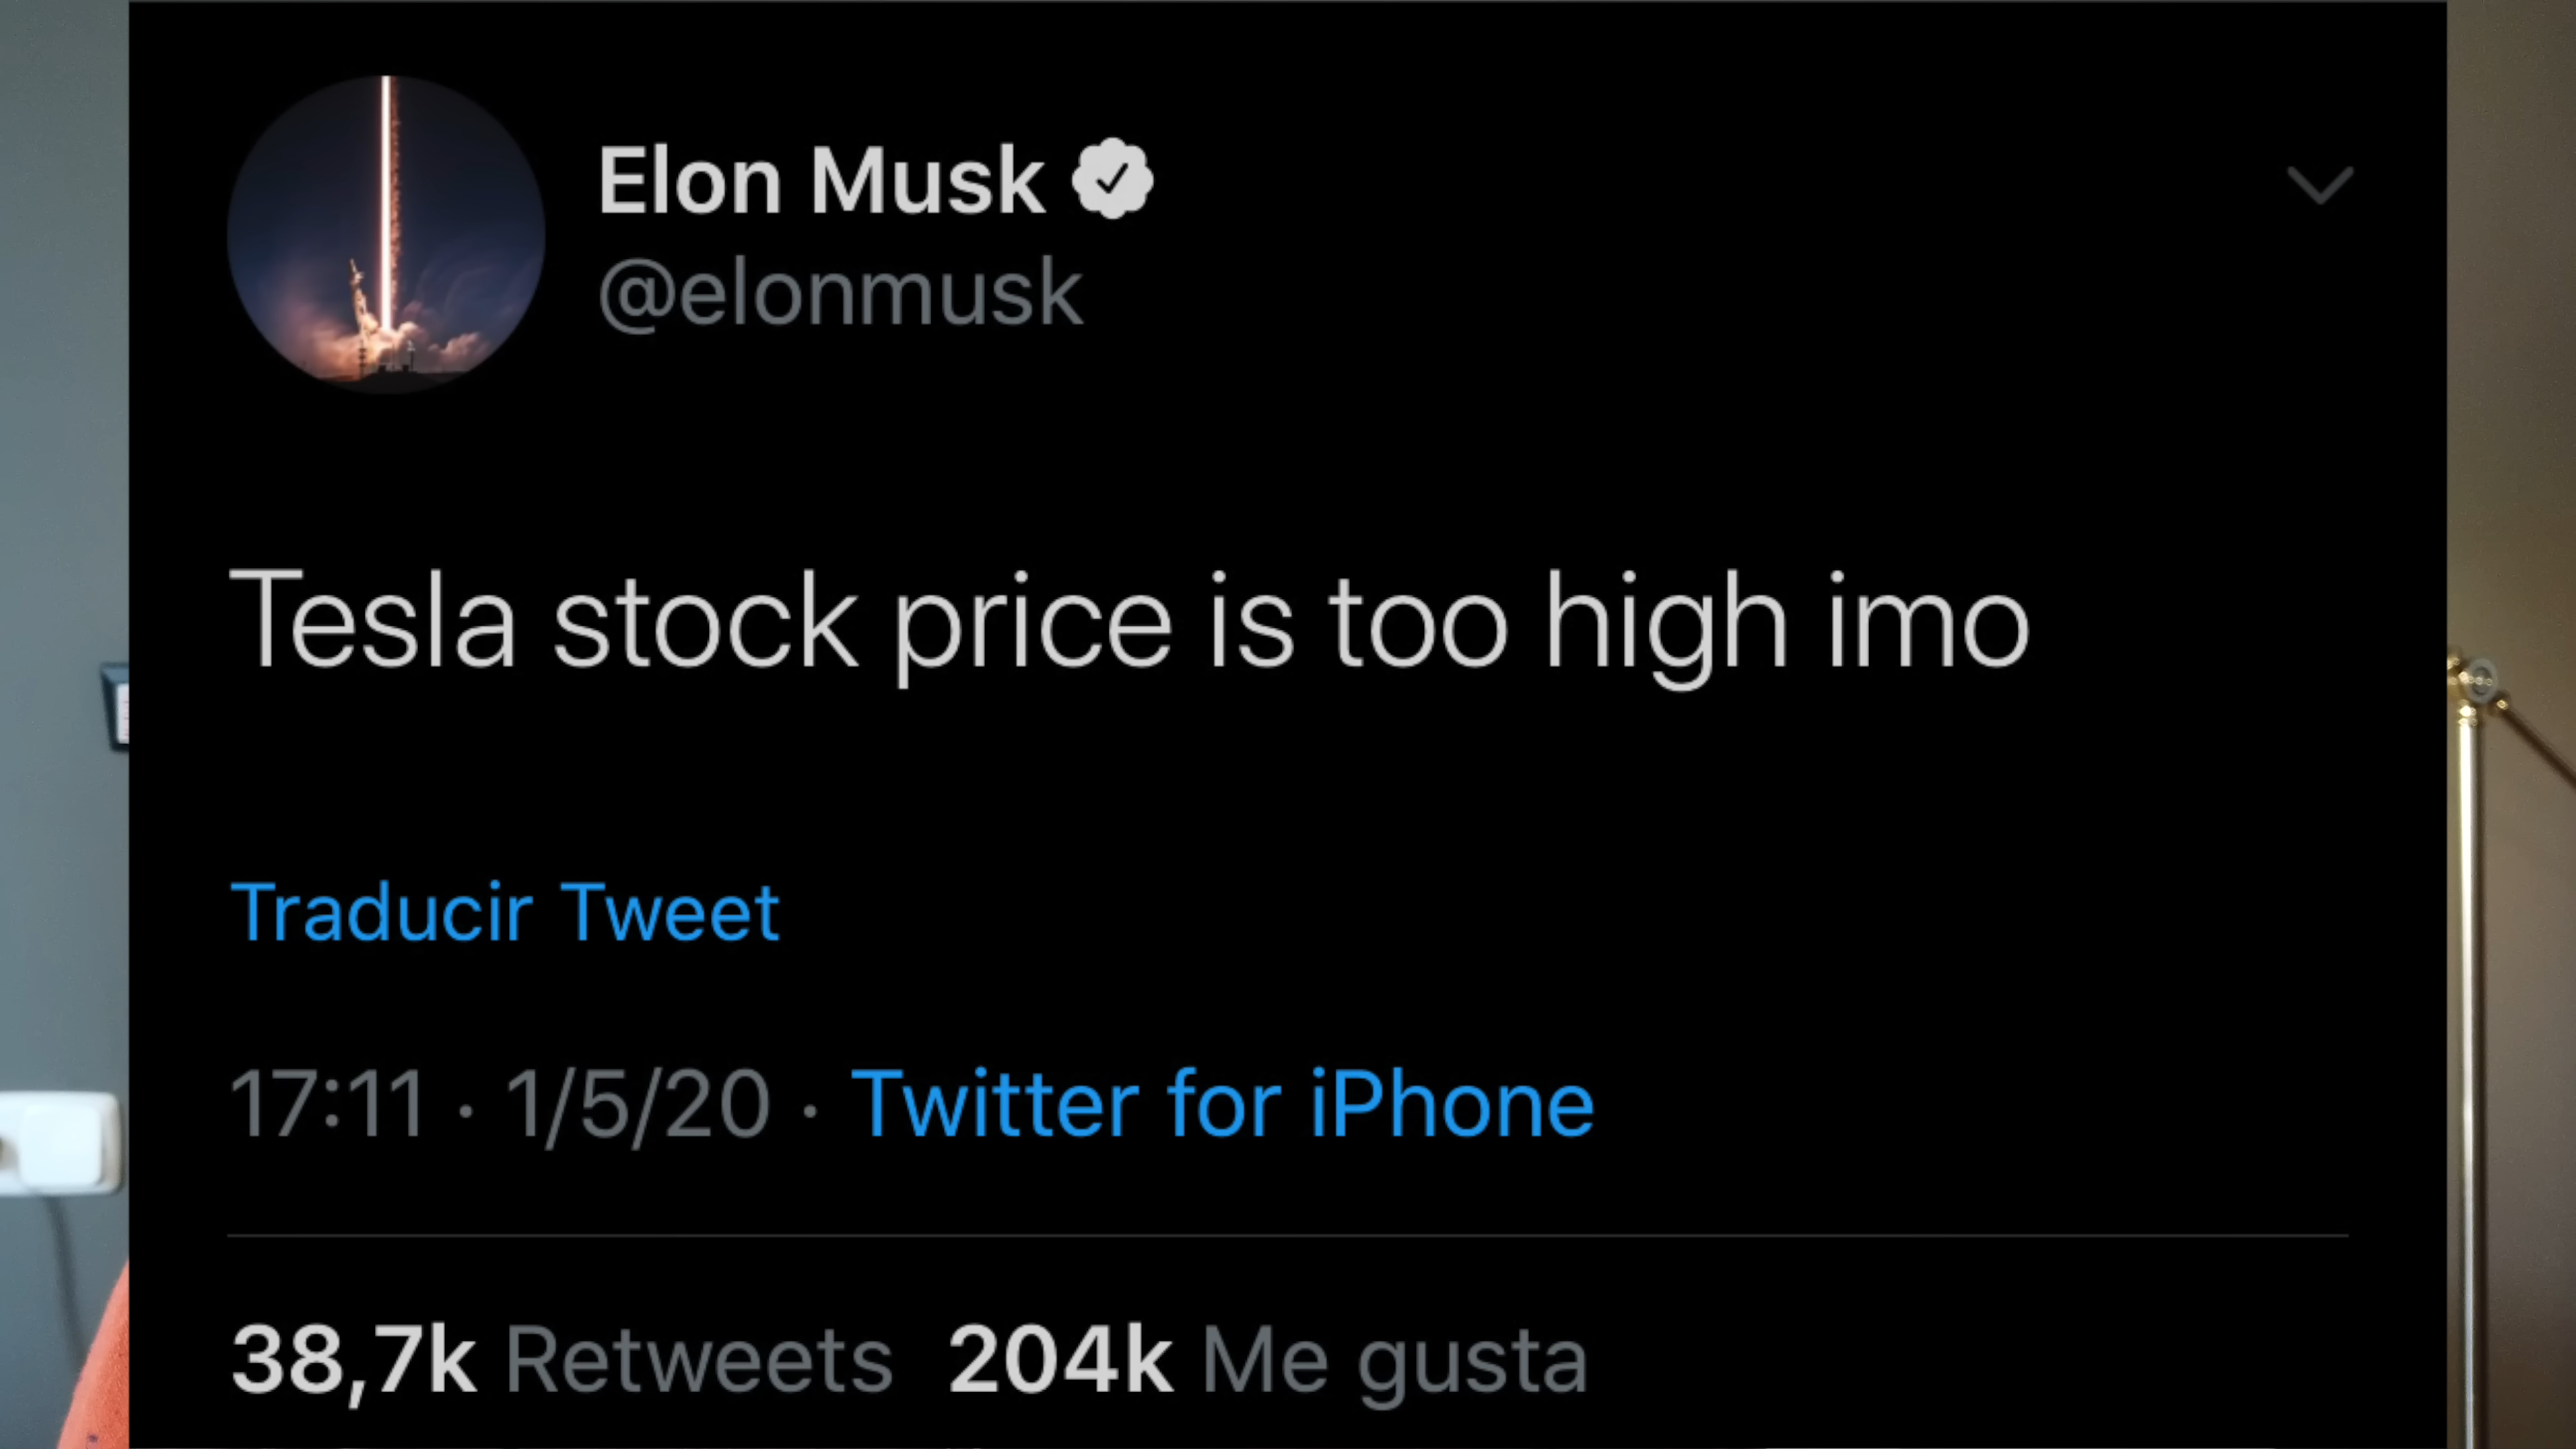 Elon Musk
@elonmusk
Tesla stock price is too high imo
Traducir Tweet
17:11 · 1/5/20 · Twitter for iPhone
38,7k Retweets 204k Me gusta